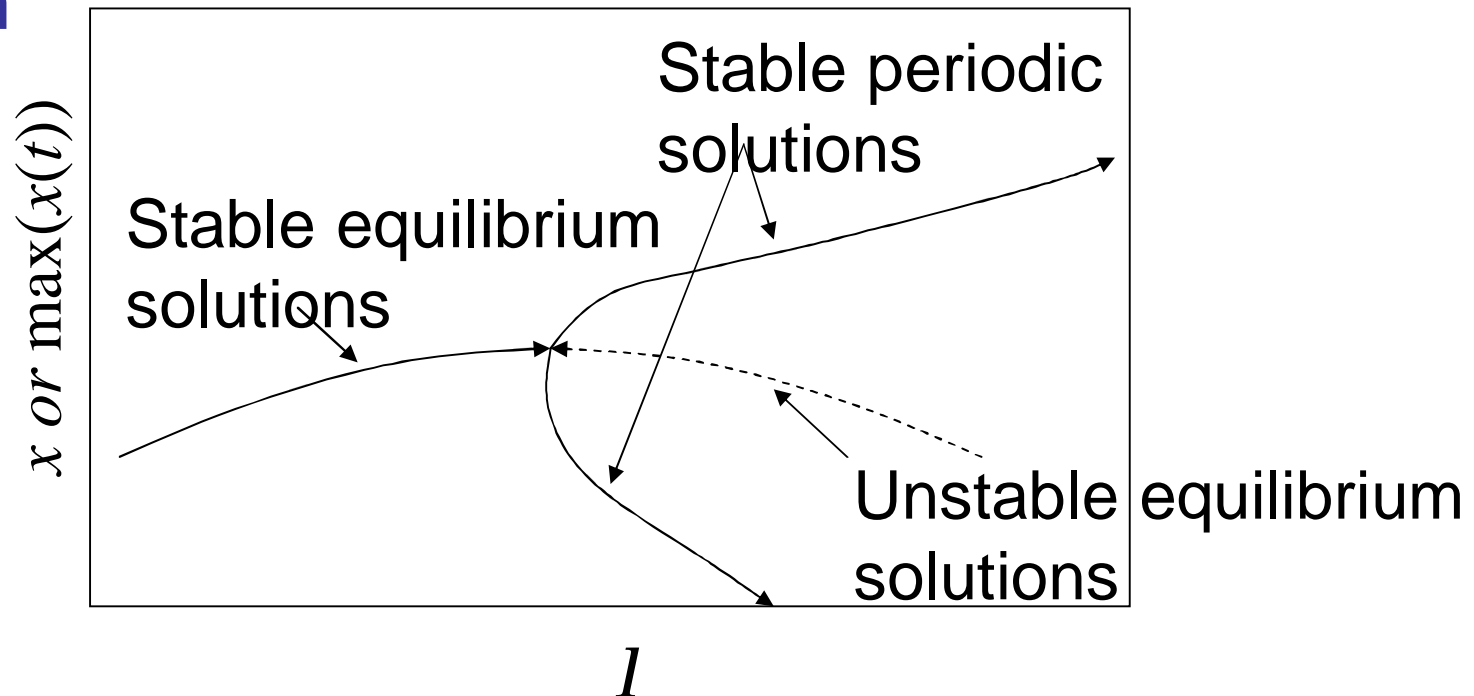 x or max(x(t))
Stable periodic
solutions
Stable equilibrium
solutions
Unstable equilibrium
solutions
l